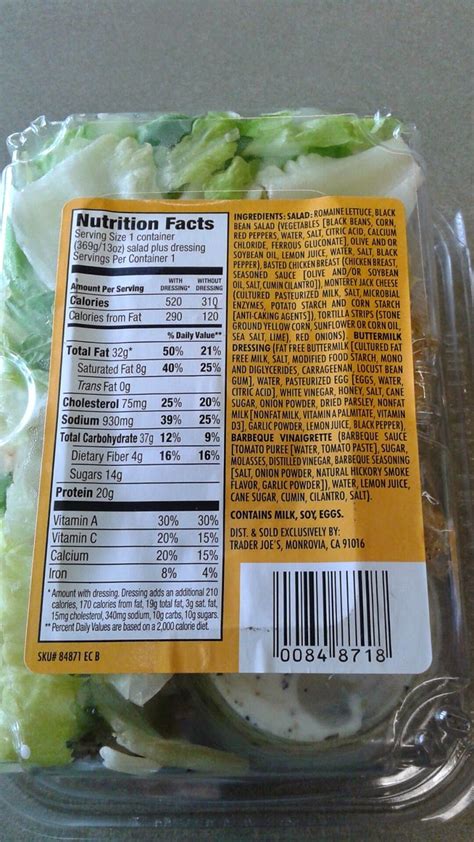 Nutrition Facts
Serving Size 1 container
(369g/13oz) salad plus dressing
Servings Per Container 1
Amount Per Serving WITH DRESSING* WITHOUT DRESSING
Calories 520 310
Calories from Fat 290 120
% Daily Value**
Total Fat 32g* 50% 21%
Saturated Fat 8g 40% 25%
Trans Fat 0g
Cholesterol 75mg 25% 20%
Sodium 930mg 39% 25%
Total Carbohydrate 37g 12% 9%
Dietary Fiber 4g 16% 16%
Sugars 14g
Protein 20g
Vitamin A 30% 30%
Vitamin C 20% 15%
Calcium 20% 15%
Iron 8% 4%
* Amount with dressing. Dressing adds an additional 210
calories, 170 calories from fat, 19g total fat, 3g sat. fat,
15mg cholesterol, 340mg sodium, 10g carbs, 10g sugars.
** Percent Daily Values are based on a 2,000 calorie diet.
SKU# 84871 EC B
INGREDIENTS: SALAD: ROMAINE LETTUCE, BLACK
BEAN SALAD (VEGETABLES [BLACK BEANS, CORN,
RED PEPPERS, WATER, SALT, CITRIC ACID, CALCIUM
CHLORIDE, FERROUS GLUCONATE], OLIVE AND OR
SOYBEAN OIL, LEMON JUICE, WATER, SALT, BLACK
PEPPER), BASTED CHICKEN BREAST (CHICKEN BREAST,
SEASONED SAUCE [OLIVE AND/OR SOYBEAN
OIL, SALT, CUMIN CILANTRO]), MONTEREY JACK CHEESE
(CULTURED PASTEURIZED MILK, SALT, MICROBIAL
ENZYMES, POTATO STARCH AND CORN STARCH
[ANTI-CAKING AGENTS]), TORTILLA STRIPS (STONE
GROUND YELLOW CORN, SUNFLOWER OR CORN OIL,
SEA SALT, LIME), RED ONIONS). BUTTERMILK
DRESSING (FAT FREE BUTTERMILK [CULTURED FAT
FREE MILK, SALT, MODIFIED FOOD STARCH, MONO
AND DIGLYCERIDES, CARRAGEENAN, LOCUST BEAN
GUM], WATER, PASTEURIZED EGG [EGGS, WATER,
CITRIC ACID], WHITE VINEGAR, HONEY, SALT, CANE
SUGAR, ONION POWDER, DRIED PARSLEY, NONFAT
MILK [NONFAT MILK, VITAMIN A PALMITATE, VITAMIN
D3], GARLIC POWDER, LEMON JUICE, BLACK PEPPER),
BARBEQUE VINAIGRETTE (BARBEQUE SAUCE
[TOMATO PUREE [WATER, TOMATO PASTE], SUGAR,
MOLASSES, DISTILLED VINEGAR, BARBEQUE SEASONING
[SALT, ONION POWDER, NATURAL HICKORY SMOKE
FLAVOR, GARLIC POWDER]), WATER, LEMON JUICE,
CANE SUGAR, CUMIN, CILANTRO, SALT).
CONTAINS MILK, SOY, EGGS.
DIST. & SOLD EXCLUSIVELY BY:
TRADER JOE'S, MONROVIA, CA 91016
0084 8718